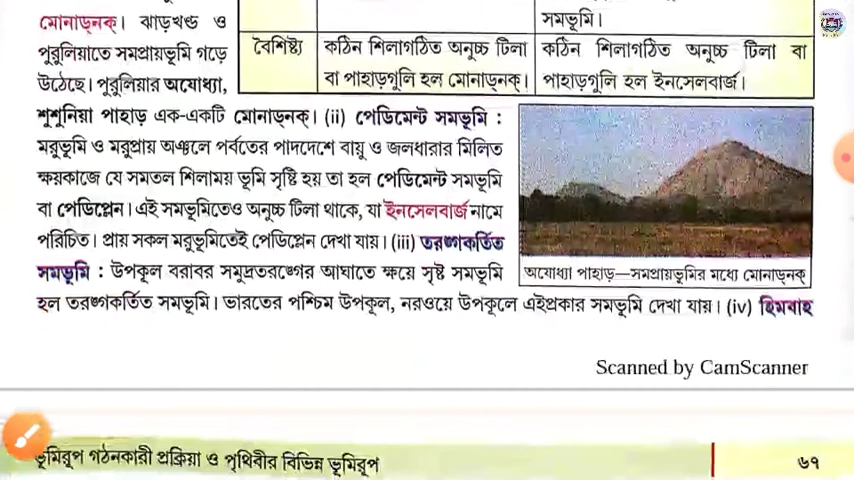 মোনাড্‌নক্। ঝাড়খণ্ড ও
পুরুলিয়াতে সমপ্রায়ভূমি গড়ে
উঠেছে। পুরুলিয়ার অযোধ্যা,
সমভূমি।
বৈশিষ্ট্য
কঠিন শিলাগঠিত অনুচ্চ টিলা
বা পাহাড়গুলি হল মোনাড্‌নক্।
কঠিন শিলাগঠিত অনুচ্চ টিলা বা
পাহাড়গুলি হল ইনসেলবার্জ।
শুশুনিয়া পাহাড় এক-একটি মোনাড্‌নক্। (ii) পেডিমেন্ট সমভূমি :
মরুভূমি ও মরুপ্রায় অঞ্চলে পর্বতের পাদদেশে বায়ু ও জলধারার মিলিত
ক্ষয়কাজে যে সমতল শিলাময় ভূমি সৃষ্টি হয় তা হল পেডিমেন্ট সমভূমি
বা পেডিপ্লেন। এই সমভূমিতেও অনুচ্চ টিলা থাকে, যা ইনসেলবার্জ নামে
পরিচিত। প্রায় সকল মরুভূমিতেই পেডিপ্লেন দেখা যায়। (iii) তরঙ্গকর্তিত
সমভূমি : উপকূল বরাবর সমুদ্রতরঙ্গের আঘাতে ক্ষয়ে সৃষ্ট সমভূমি
অযোধ্যা পাহাড়—সমপ্রায়ভূমির মধ্যে মোনাড্‌নক্
হল তরঙ্গকর্তিত সমভূমি। ভারতের পশ্চিম উপকূল, নরওয়ে উপকূলে এইপ্রকার সমভূমি দেখা যায়। (iv) হিমবাহ
Scanned by CamScanner
ভূমিরূপ গঠনকারী প্রক্রিয়া ও পৃথিবীর বিভিন্ন ভূমিরূপ
৬৭